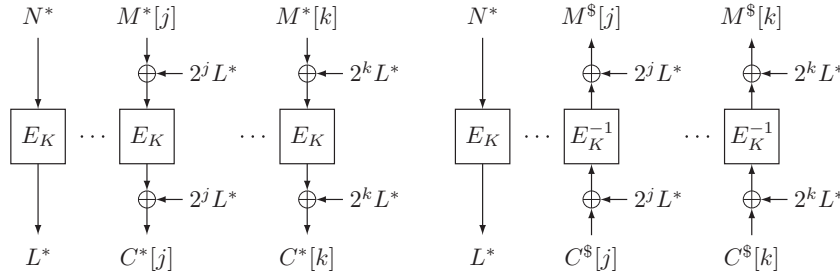 $N^*$ $M^*[j]$ $M^*[k]$ $N^*$ $M^\$[j]$ $M^\$[k]$
$2^j L^*$ $2^k L^*$ $2^j L^*$ $2^k L^*$
$E_K$ ... $E_K$ ... $E_K$ $E_K$ ... $E_K^{-1}$ ... $E_K^{-1}$
$2^j L^*$ $2^k L^*$ $2^j L^*$ $2^k L^*$
$L^*$ $C^*[j]$ $C^*[k]$ $L^*$ $C^\$[j]$ $C^\$[k]$